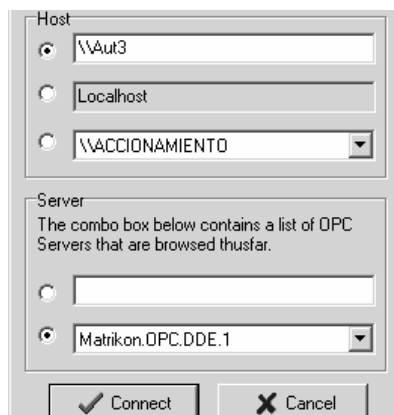 Host
\\Aut3
Localhost
\\ACCIONAMIENTO
Server
The combo box below contains a list of OPC
Servers that are browsed thusfar.
Matrikon.OPC.DDE.1
Connect
Cancel